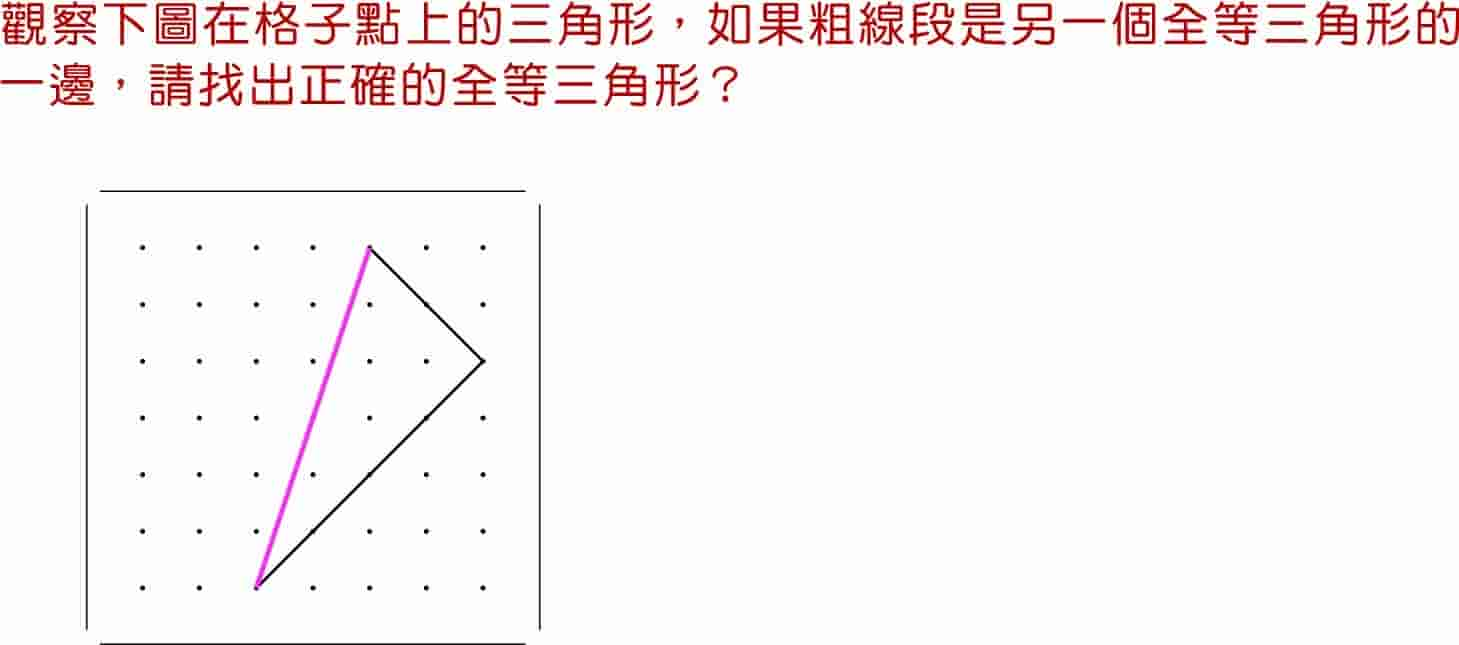 觀察下圖在格子點上的三角形，如果粗線段是另一個全等三角形的
一邊，請找出正確的全等三角形？